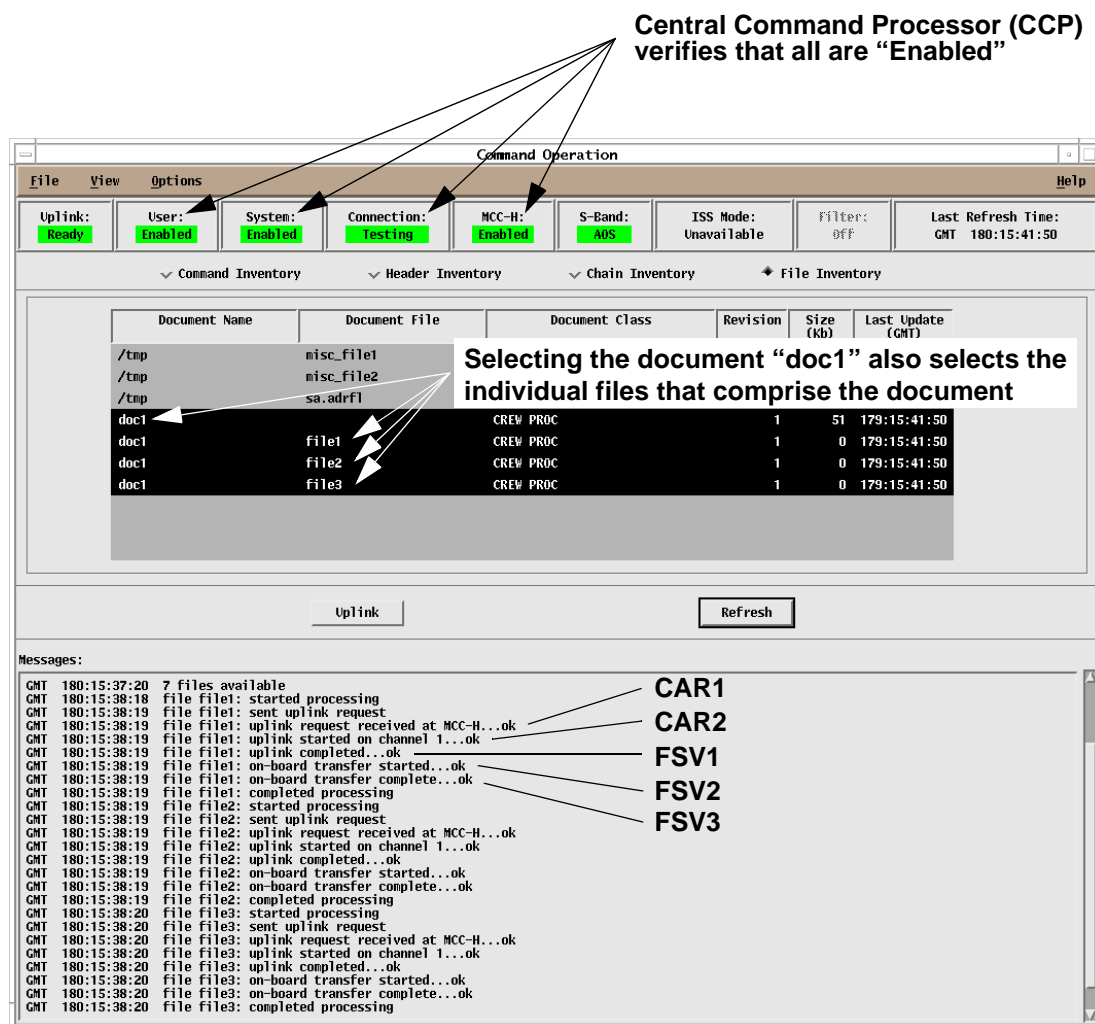 Central Command Processor (CCP)
verifies that all are “Enabled”
Command Operation
File View Options Help
Uplink: User: System: Connection: MCC-H: S-Band: ISS Mode: Filter: Last Refresh Time:
Ready Enabled Enabled Testing Enabled AOS Unavailable Off GMT 180:15:41:50
Command Inventory Header Inventory Chain Inventory File Inventory
Document Name Document File Document Class Revision Size (Kb) Last Update (GMT)
/tmp misc_file1
/tmp misc_file2
/tmp sa.adrfl
Selecting the document “doc1” also selects the
individual files that comprise the document
doc1 CREW PROC 1 51 179:15:41:50
doc1 file1 CREW PROC 1 0 179:15:41:50
doc1 file2 CREW PROC 1 0 179:15:41:50
doc1 file3 CREW PROC 1 0 179:15:41:50
Uplink Refresh
Messages:
GMT 180:15:37:20 7 files available
GMT 180:15:38:18 file file1: started processing
GMT 180:15:38:19 file file1: sent uplink request
GMT 180:15:38:19 file file1: uplink request received at MCC-H...ok
GMT 180:15:38:19 file file1: uplink started on channel 1...ok
GMT 180:15:38:19 file file1: uplink completed...ok
GMT 180:15:38:19 file file1: on-board transfer started...ok
GMT 180:15:38:19 file file1: on-board transfer complete...ok
GMT 180:15:38:19 file file1: completed processing
GMT 180:15:38:19 file file2: started processing
GMT 180:15:38:19 file file2: sent uplink request
GMT 180:15:38:19 file file2: uplink request received at MCC-H...ok
GMT 180:15:38:19 file file2: uplink started on channel 1...ok
GMT 180:15:38:19 file file2: uplink completed...ok
GMT 180:15:38:19 file file2: on-board transfer started...ok
GMT 180:15:38:19 file file2: on-board transfer complete...ok
GMT 180:15:38:19 file file2: completed processing
GMT 180:15:38:20 file file3: started processing
GMT 180:15:38:20 file file3: sent uplink request
GMT 180:15:38:20 file file3: uplink request received at MCC-H...ok
GMT 180:15:38:20 file file3: uplink started on channel 1...ok
GMT 180:15:38:20 file file3: uplink completed...ok
GMT 180:15:38:20 file file3: on-board transfer started...ok
GMT 180:15:38:20 file file3: on-board transfer complete...ok
GMT 180:15:38:20 file file3: completed processing
CAR1
CAR2
FSV1
FSV2
FSV3